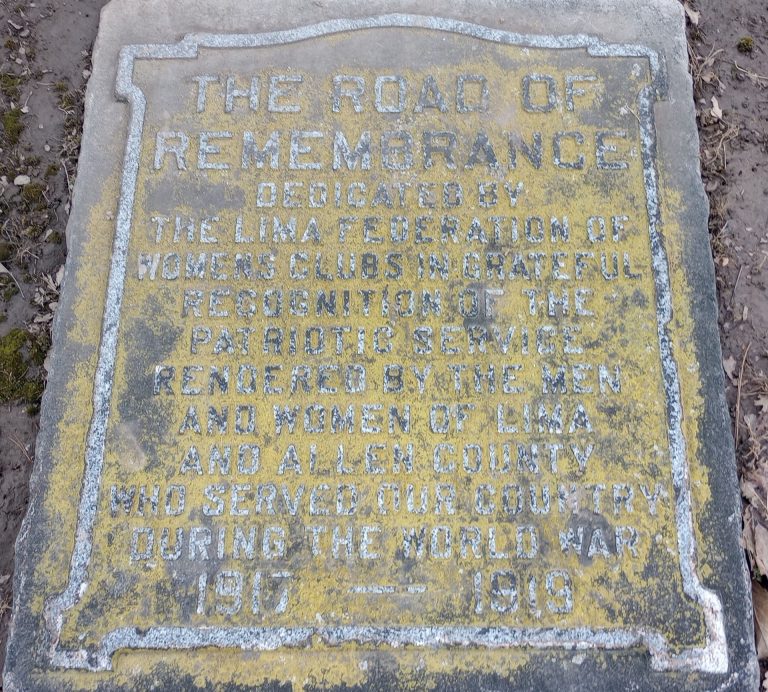 THE ROAD OF
REMEMBRANCE
DEDICATED BY
THE LIMA FEDERATION OF
WOMENS CLUBS IN GRATEFUL
RECOGNITION OF THE
PATRIOTIC SERVICE
RENDERED BY THE MEN
AND WOMEN OF LIMA
AND ALLEN COUNTY
WHO SERVED OUR COUNTRY
DURING THE WORLD WAR
1917 — 1919